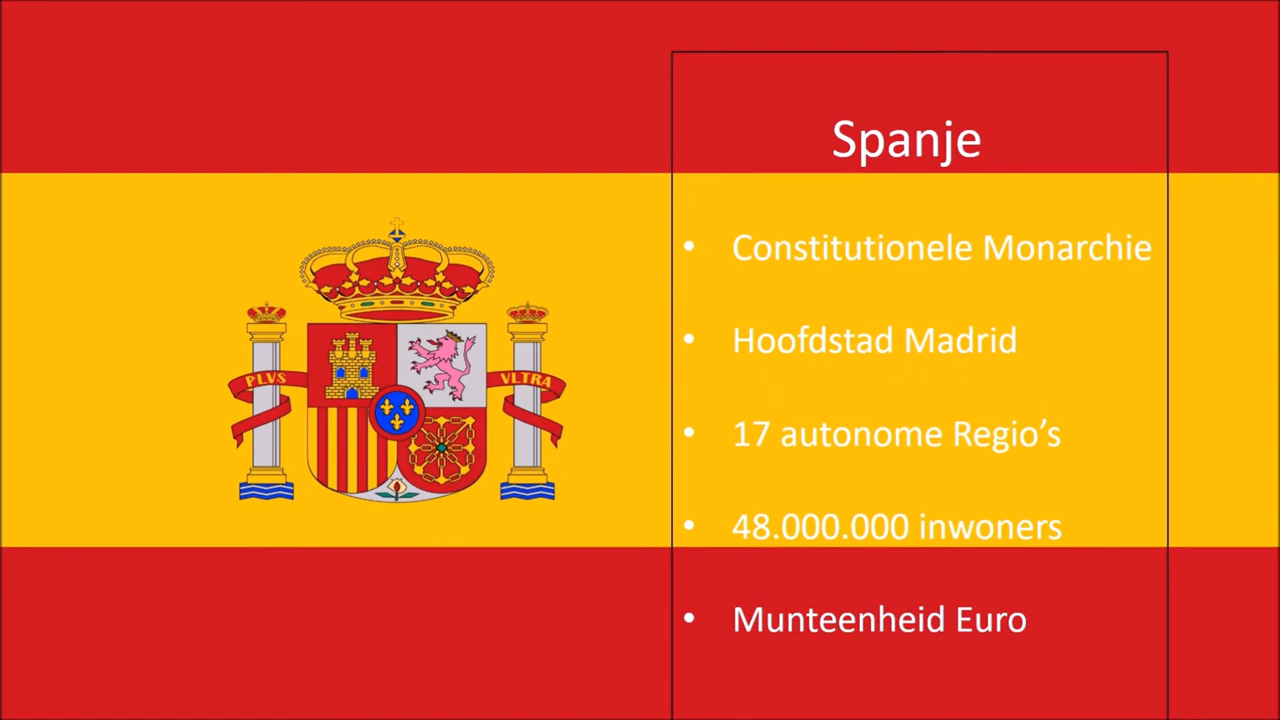 Spanje
• Constitutionele Monarchie
• Hoofdstad Madrid
• 17 autonome Regio’s
• 48.000.000 inwoners
• Munteenheid Euro
PLVS
VLTRA